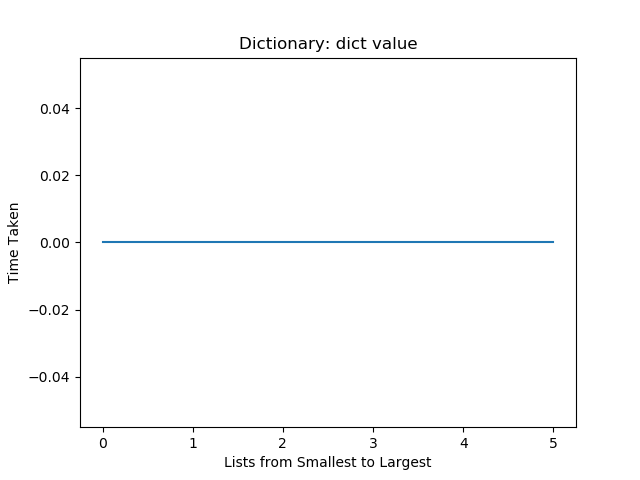 Dictionary: dict value
0.04
0.02
0.00
−0.02
−0.04
Time Taken
0 1 2 3 4 5
Lists from Smallest to Largest